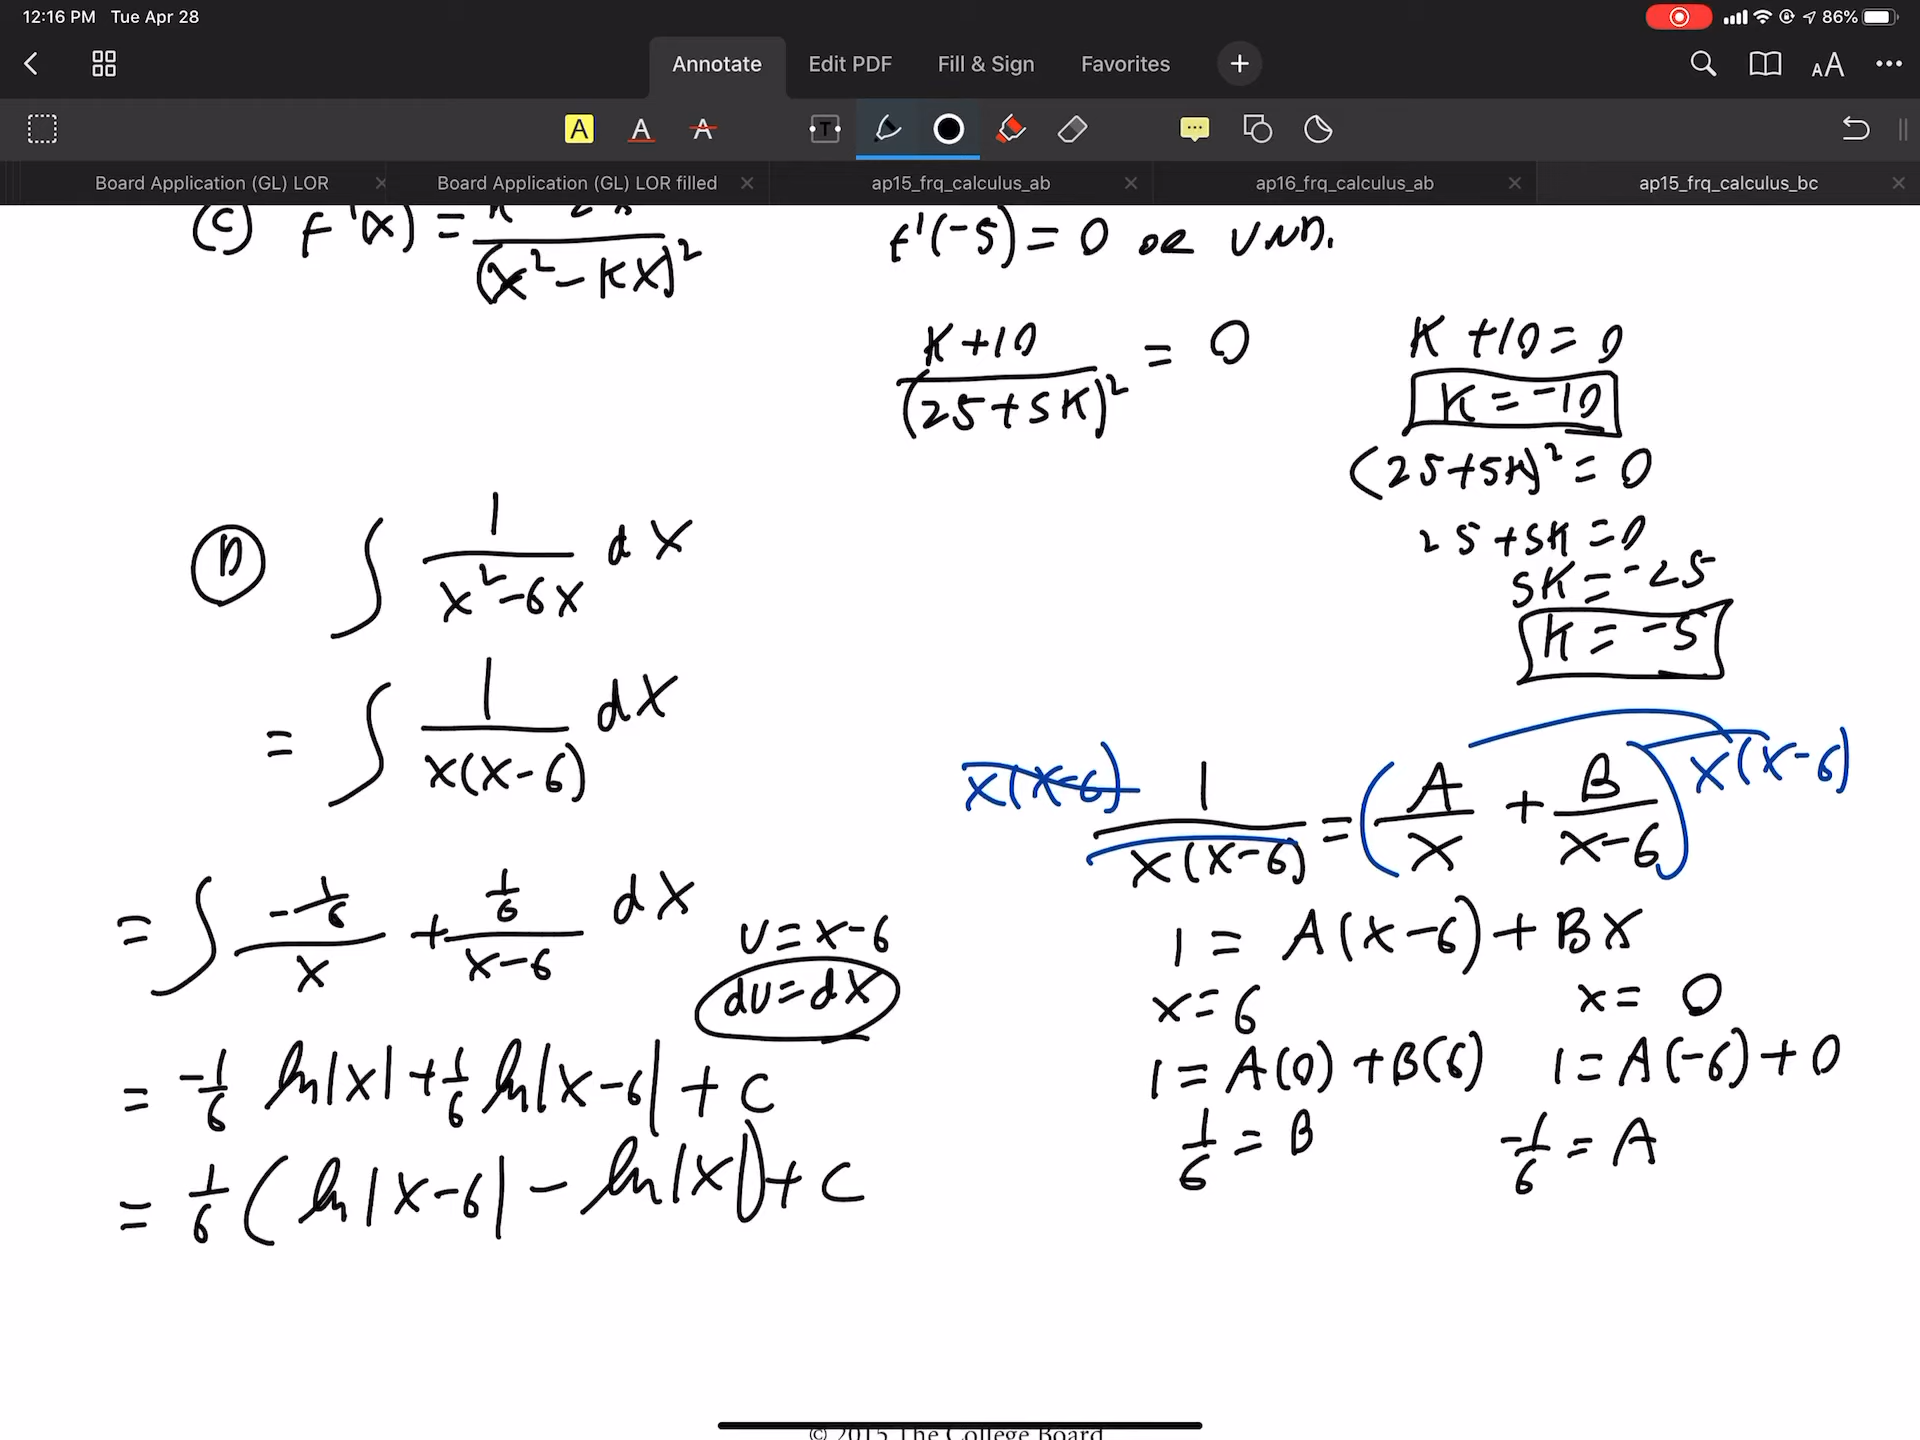 12:16 PM Tue Apr 28
86%
Annotate Edit PDF Fill & Sign Favorites
AA
A A A T
Board Application (GL) LOR
Board Application (GL) LOR filled
ap15_frq_calculus_ab
ap16_frq_calculus_ab
ap15_frq_calculus_bc
(c) f'(x) = / (x² - kx)²
f'(-5) = 0 or UND.
k+10 / (25+5k)² = 0
k+10 = 0
k = -10
(25+5k)² = 0
25+5k = 0
5k = -25
k = -5
D ∫ 1/(x²-6x) dx
= ∫ 1/(x(x-6)) dx
x(x-6) 1/(x(x-6)) = (A/x + B/(x-6)) x(x-6)
= ∫ (-1/6)/x + (1/6)/(x-6) dx
u = x-6
du = dx
= -1/6 ln|x| + 1/6 ln|x-6| + C
= 1/6 (ln|x-6| - ln|x|) + C
1 = A(x-6) + Bx
x = 6
1 = A(0) + B(6)
1/6 = B
x = 0
1 = A(-6) + 0
-1/6 = A
© 2015 The College Board